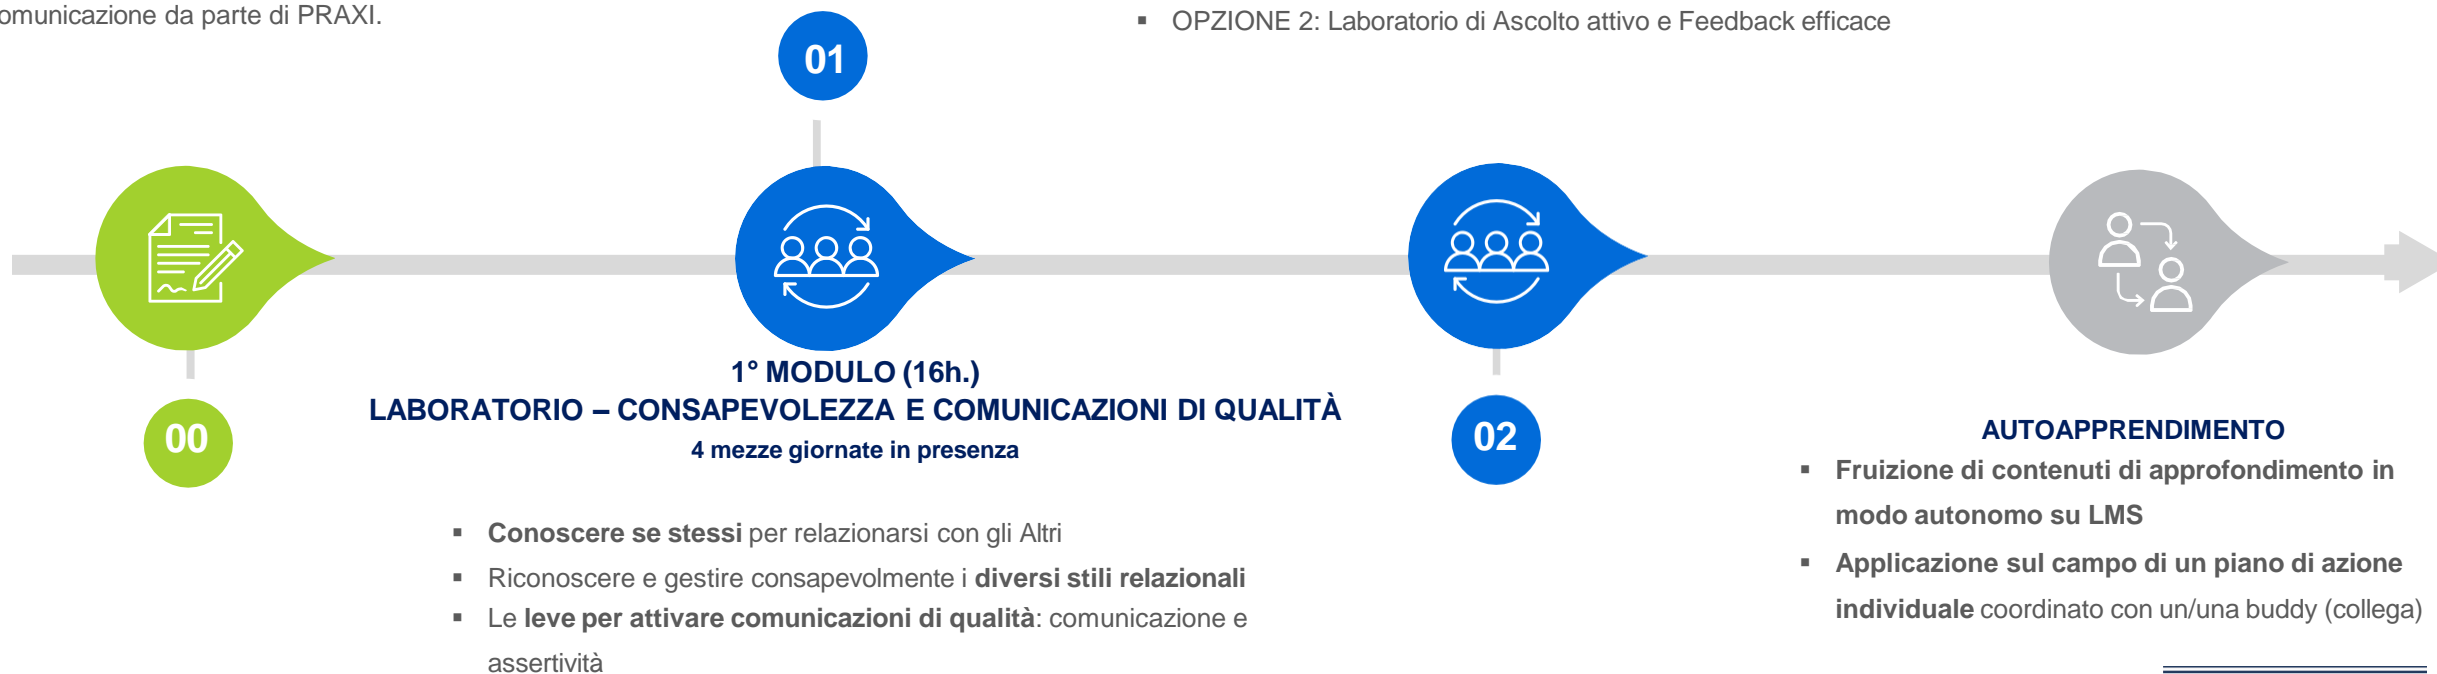 omunicazione da parte di PRAXI.
▪ OPZIONE 2: Laboratorio di Ascolto attivo e Feedback efficace
01
00
1° MODULO (16h.)
LABORATORIO – CONSAPEVOLEZZA E COMUNICAZIONI DI QUALITÀ
4 mezze giornate in presenza
▪ Conoscere se stessi per relazionarsi con gli Altri
▪ Riconoscere e gestire consapevolmente i diversi stili relazionali
▪ Le leve per attivare comunicazioni di qualità: comunicazione e
assertività
02
AUTOAPPRENDIMENTO
▪ Fruizione di contenuti di approfondimento in
modo autonomo su LMS
▪ Applicazione sul campo di un piano di azione
individuale coordinato con un/una buddy (collega)